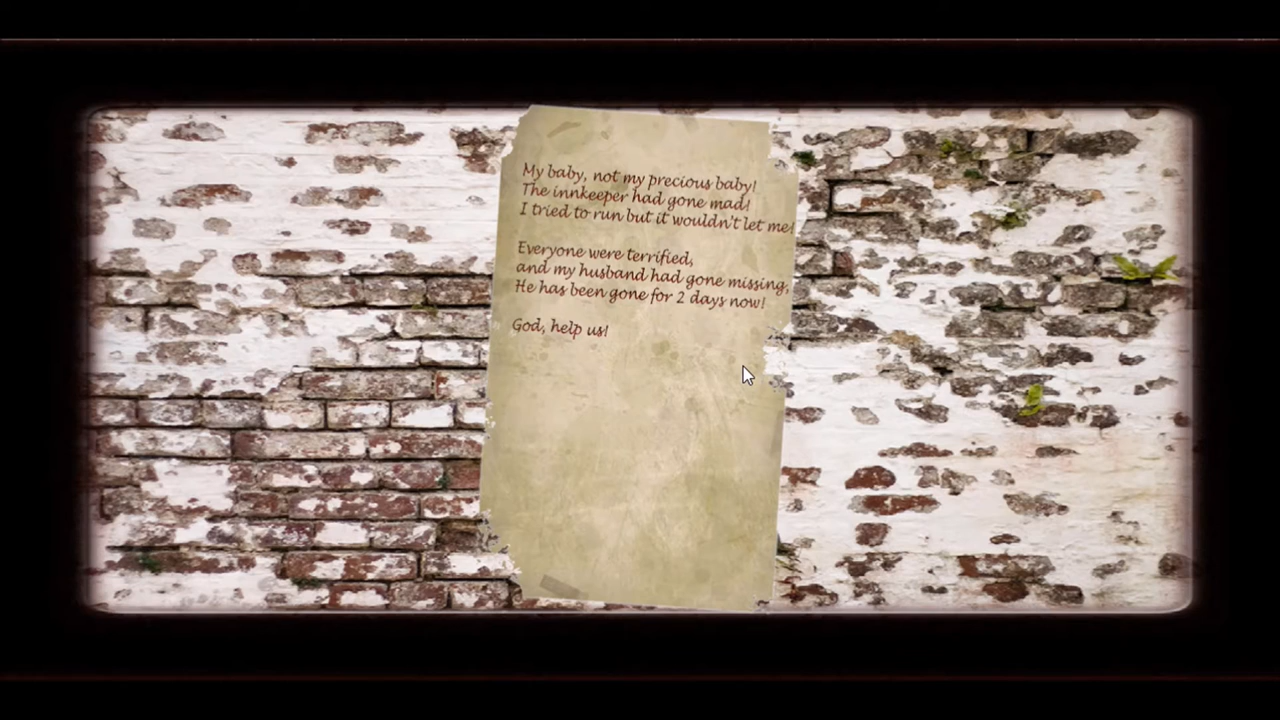 My baby, not my precious baby!
The innkeeper had gone mad!
I tried to run but it wouldn't let me!
Everyone were terrified,
and my husband had gone missing,
He has been gone for 2 days now!
God, help us!